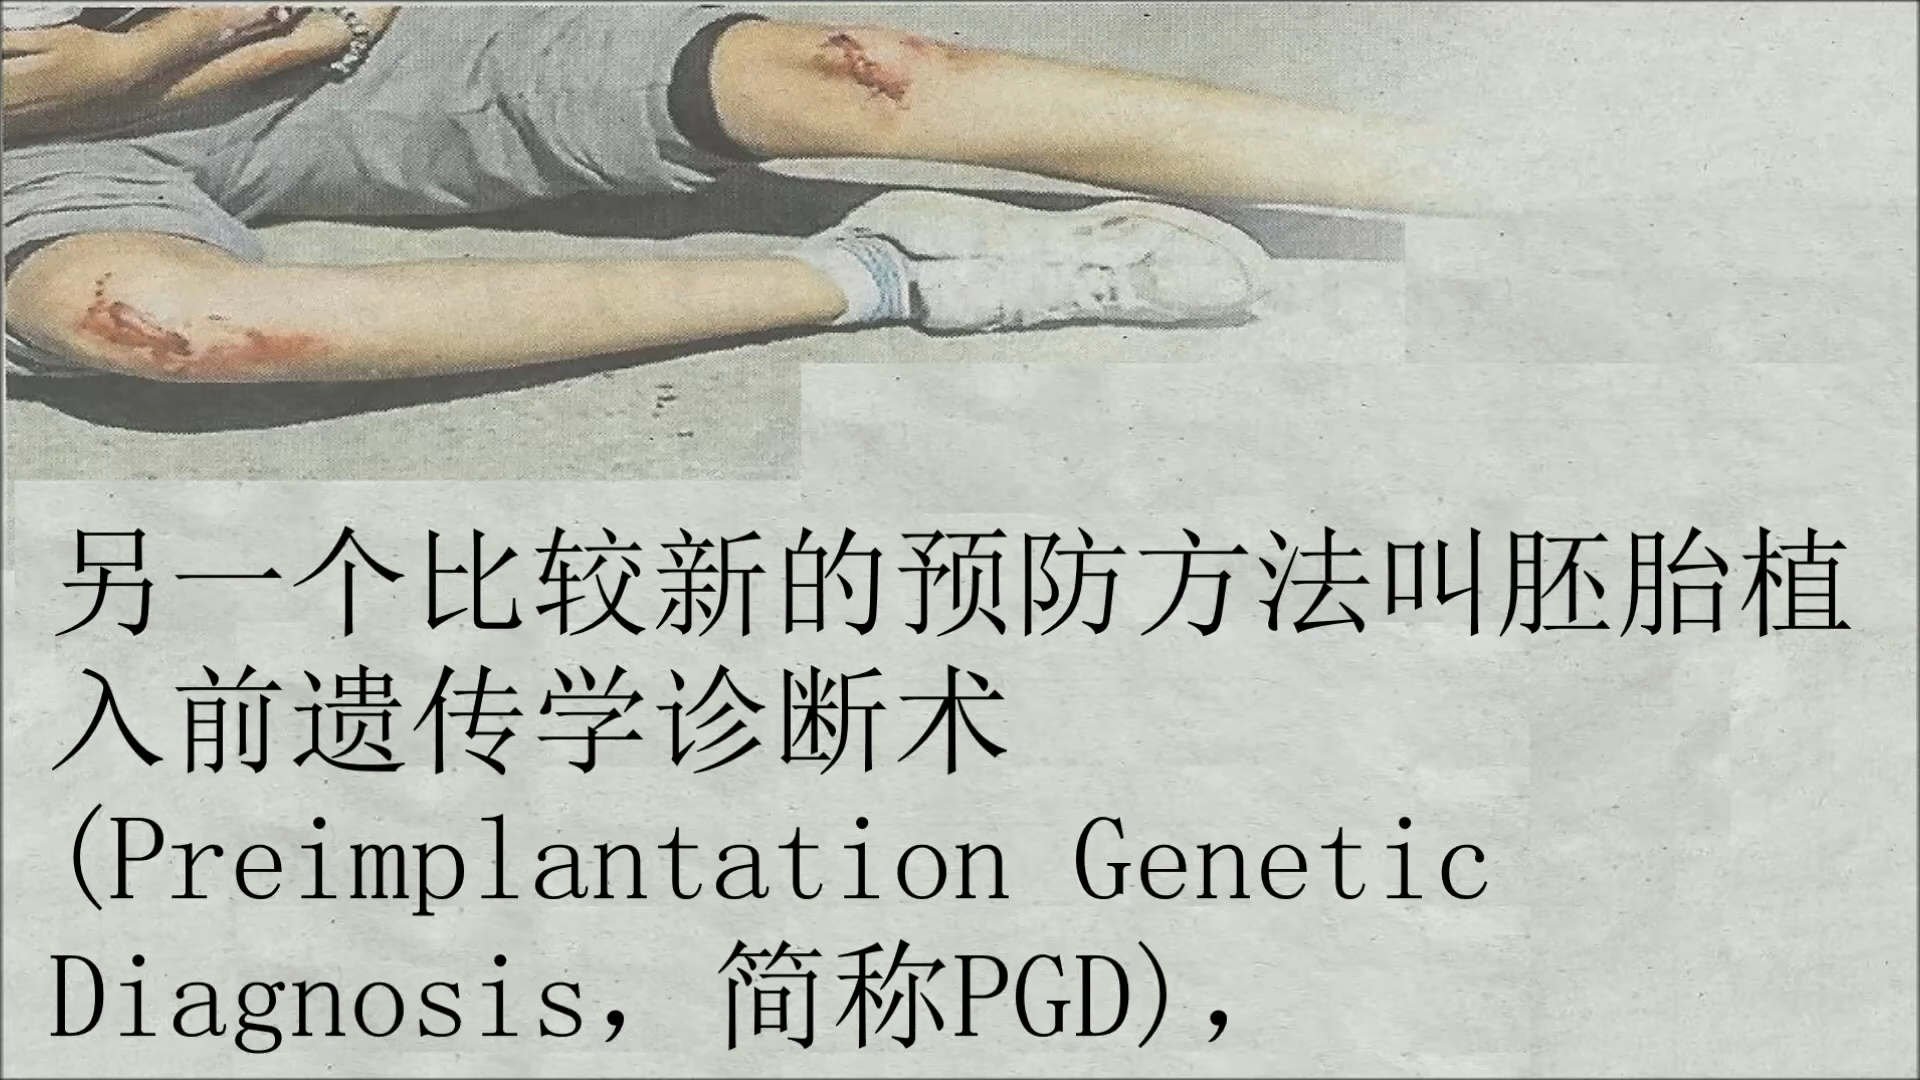 另一个比较新的预防方法叫胚胎植
入前遗传学诊断术
(Preimplantation Genetic
Diagnosis，简称PGD)，